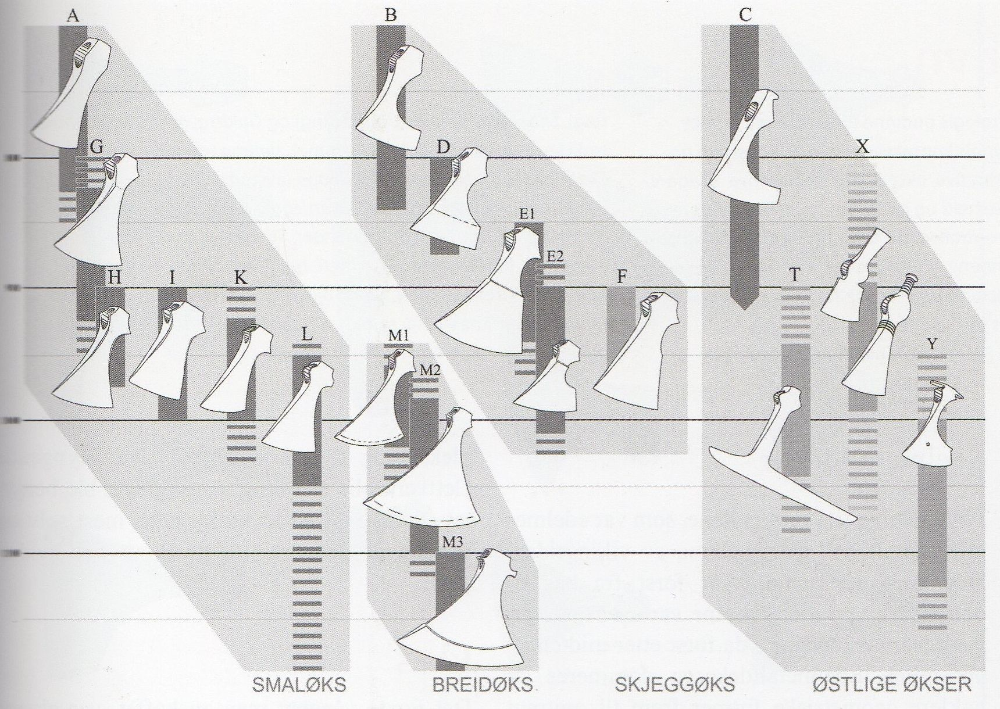 A
B
C
G
D
X
E1
E2
H
I
K
F
T
L
M1
M2
Y
M3
SMALØKS
BREIDØKS
SKJEGGØKS
ØSTLIGE ØKSER